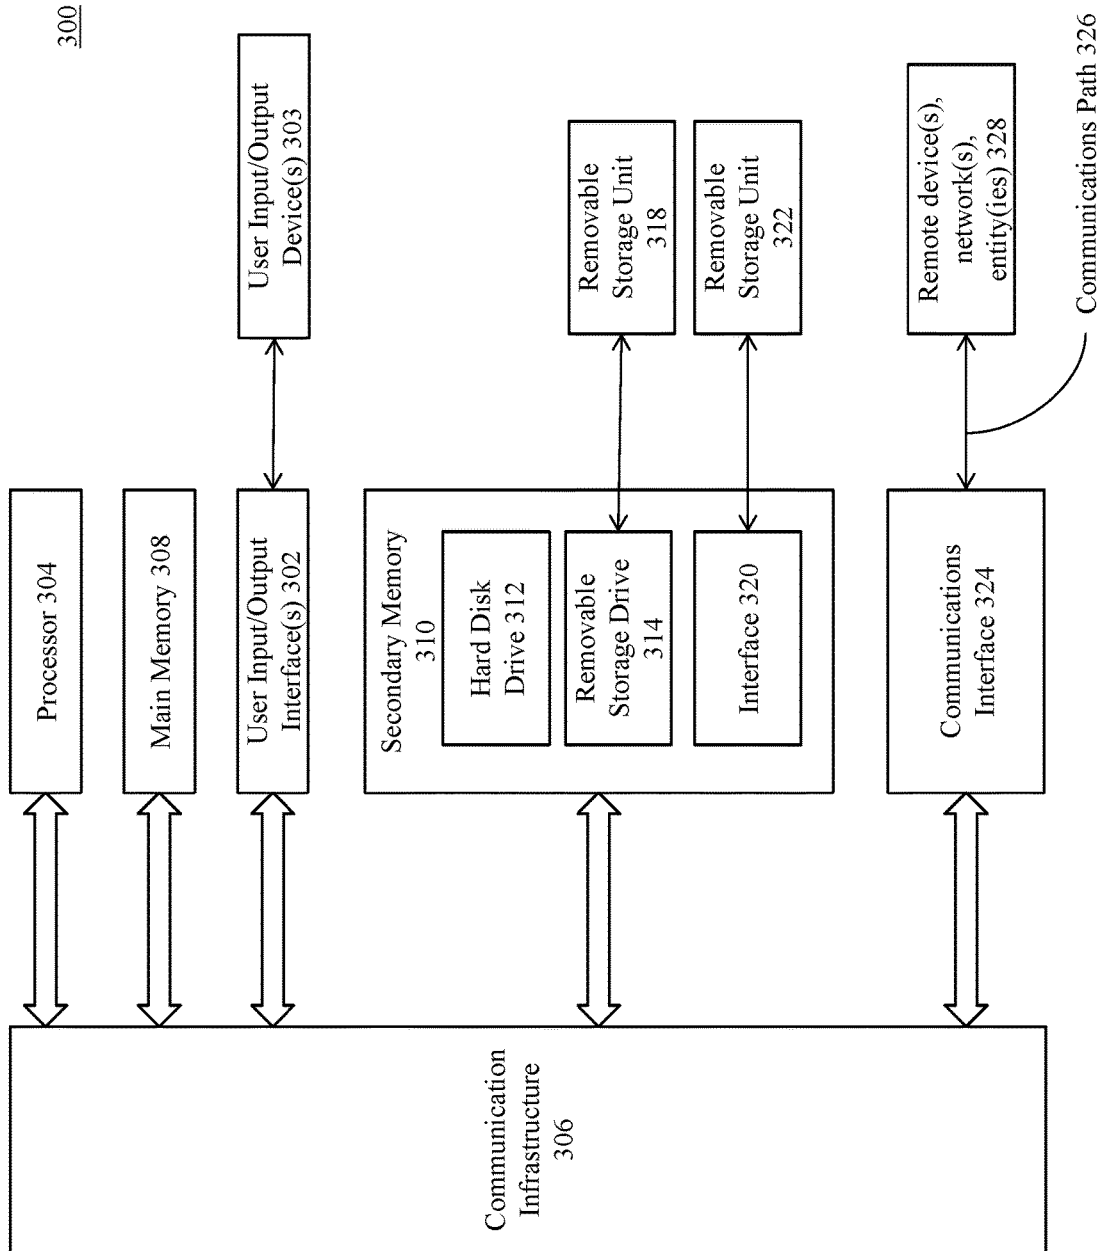 300
Processor 304
Main Memory 308
User Input/Output
Interface(s) 302
User Input/Output
Device(s) 303
Communication
Infrastructure
306
Secondary Memory
310
Hard Disk
Drive 312
Removable
Storage Drive
314
Removable
Storage Unit
318
Interface 320
Removable
Storage Unit
322
Communications
Interface 324
Remote device(s),
network(s),
entity(ies) 328
Communications Path 326